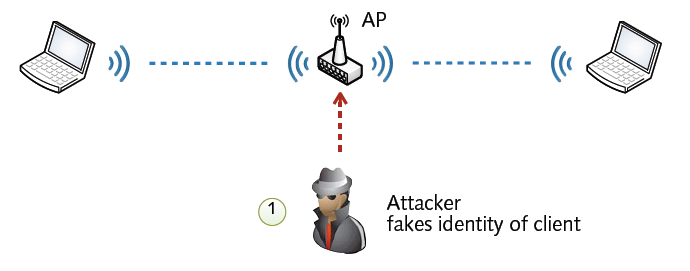 AP
1
Attacker
fakes identity of client